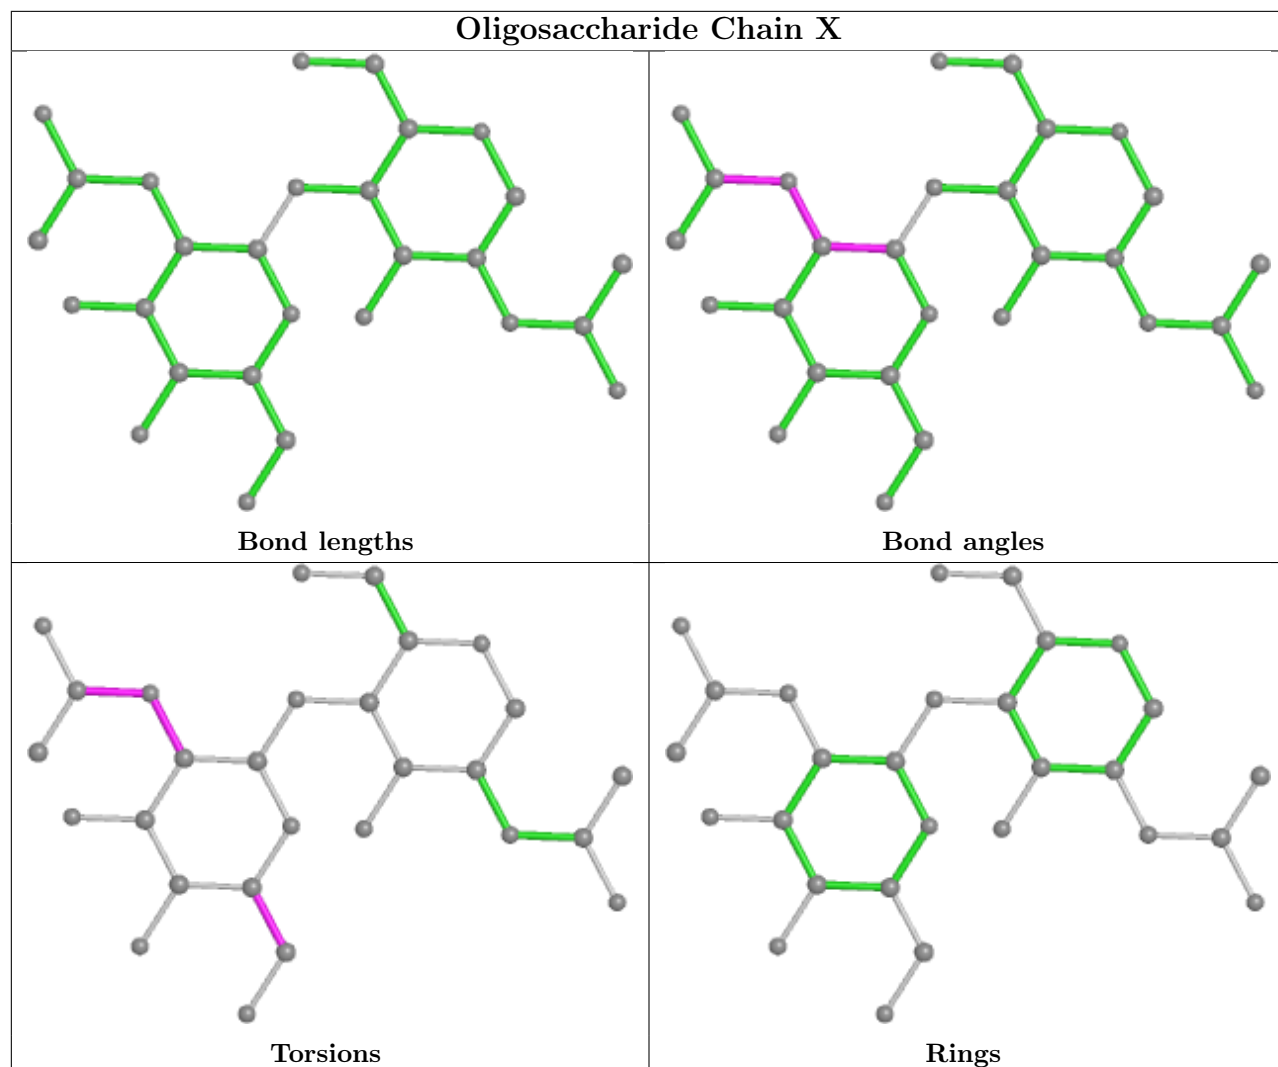 Oligosaccharide Chain X
Bond lengths
Bond angles
Torsions
Rings